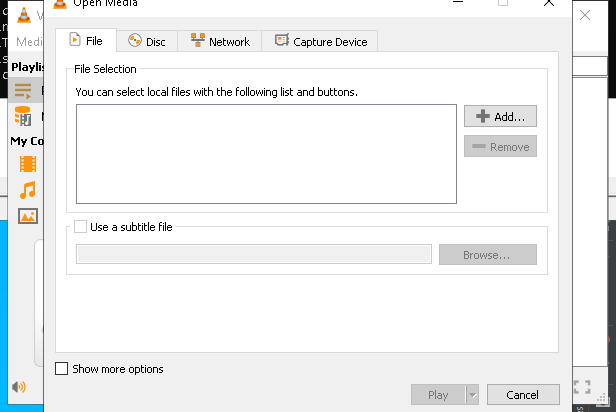 Open Media
V
Medi
File
Disc
Network
Capture Device
Playlis
File Selection
You can select local files with the following list and buttons.
Add...
Remove
My Co
Use a subtitle file
Browse...
Show more options
Play
Cancel